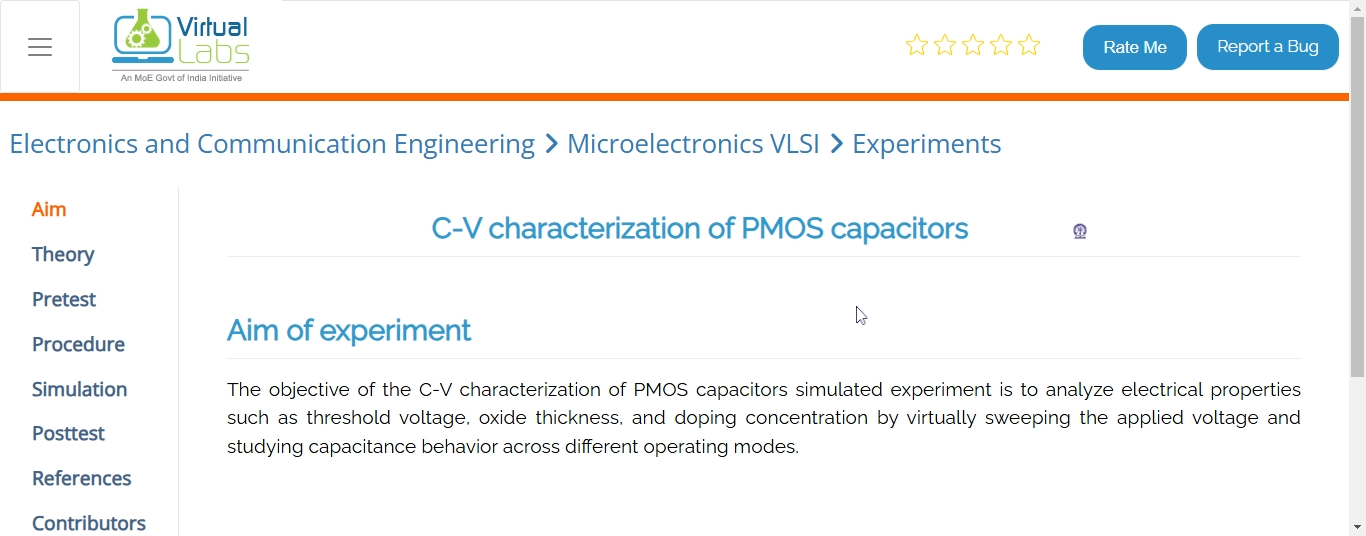 Virtual
Labs
An MoE Govt of India Initiative
Rate Me
Report a Bug
Electronics and Communication Engineering > Microelectronics VLSI > Experiments
Aim
Theory
Pretest
Procedure
Simulation
Posttest
References
Contributors
C-V characterization of PMOS capacitors
Aim of experiment
The objective of the C-V characterization of PMOS capacitors simulated experiment is to analyze electrical properties
such as threshold voltage, oxide thickness, and doping concentration by virtually sweeping the applied voltage and
studying capacitance behavior across different operating modes.